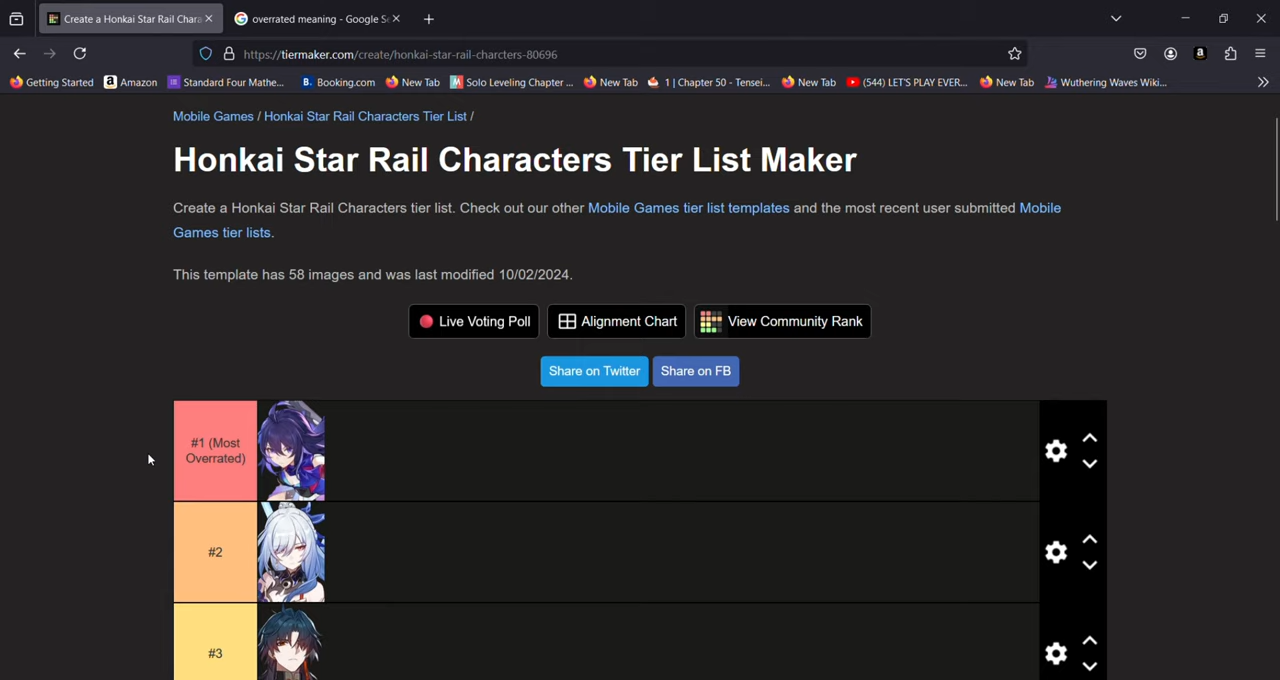 Create a Honkai Star Rail Chara
overrated meaning - Google Se
https://tiermaker.com/create/honkai-star-rail-charcters-80696
Getting Started
Amazon
Standard Four Mathe...
Booking.com
New Tab
Solo Leveling Chapter ...
New Tab
1 | Chapter 50 - Tensei...
New Tab
(544) LET'S PLAY EVER...
New Tab
Wuthering Waves Wiki...
Mobile Games / Honkai Star Rail Characters Tier List /
Honkai Star Rail Characters Tier List Maker
Create a Honkai Star Rail Characters tier list. Check out our other Mobile Games tier list templates and the most recent user submitted Mobile
Games tier lists.
This template has 58 images and was last modified 10/02/2024.
Live Voting Poll
Alignment Chart
View Community Rank
Share on Twitter
Share on FB
#1 (Most
Overrated)
#2
#3